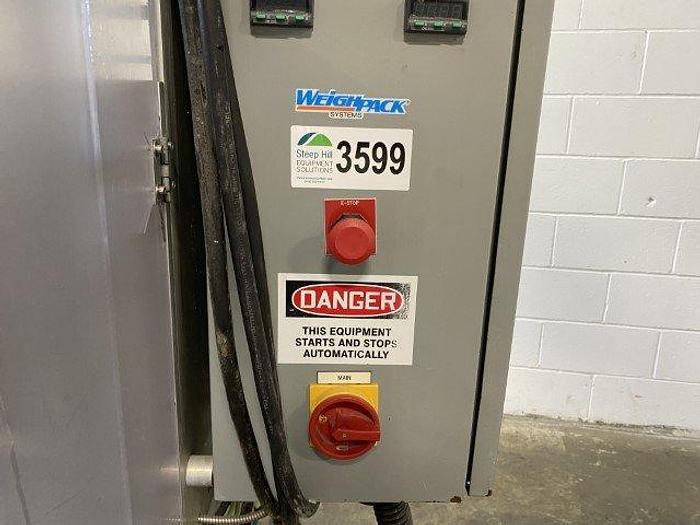 WEIGHPACK
SYSTEMS
Steep Hill
EQUIPMENT
SOLUTIONS
3599
E-STOP
DANGER
THIS EQUIPMENT
STARTS AND STOPS
AUTOMATICALLY
MAIN